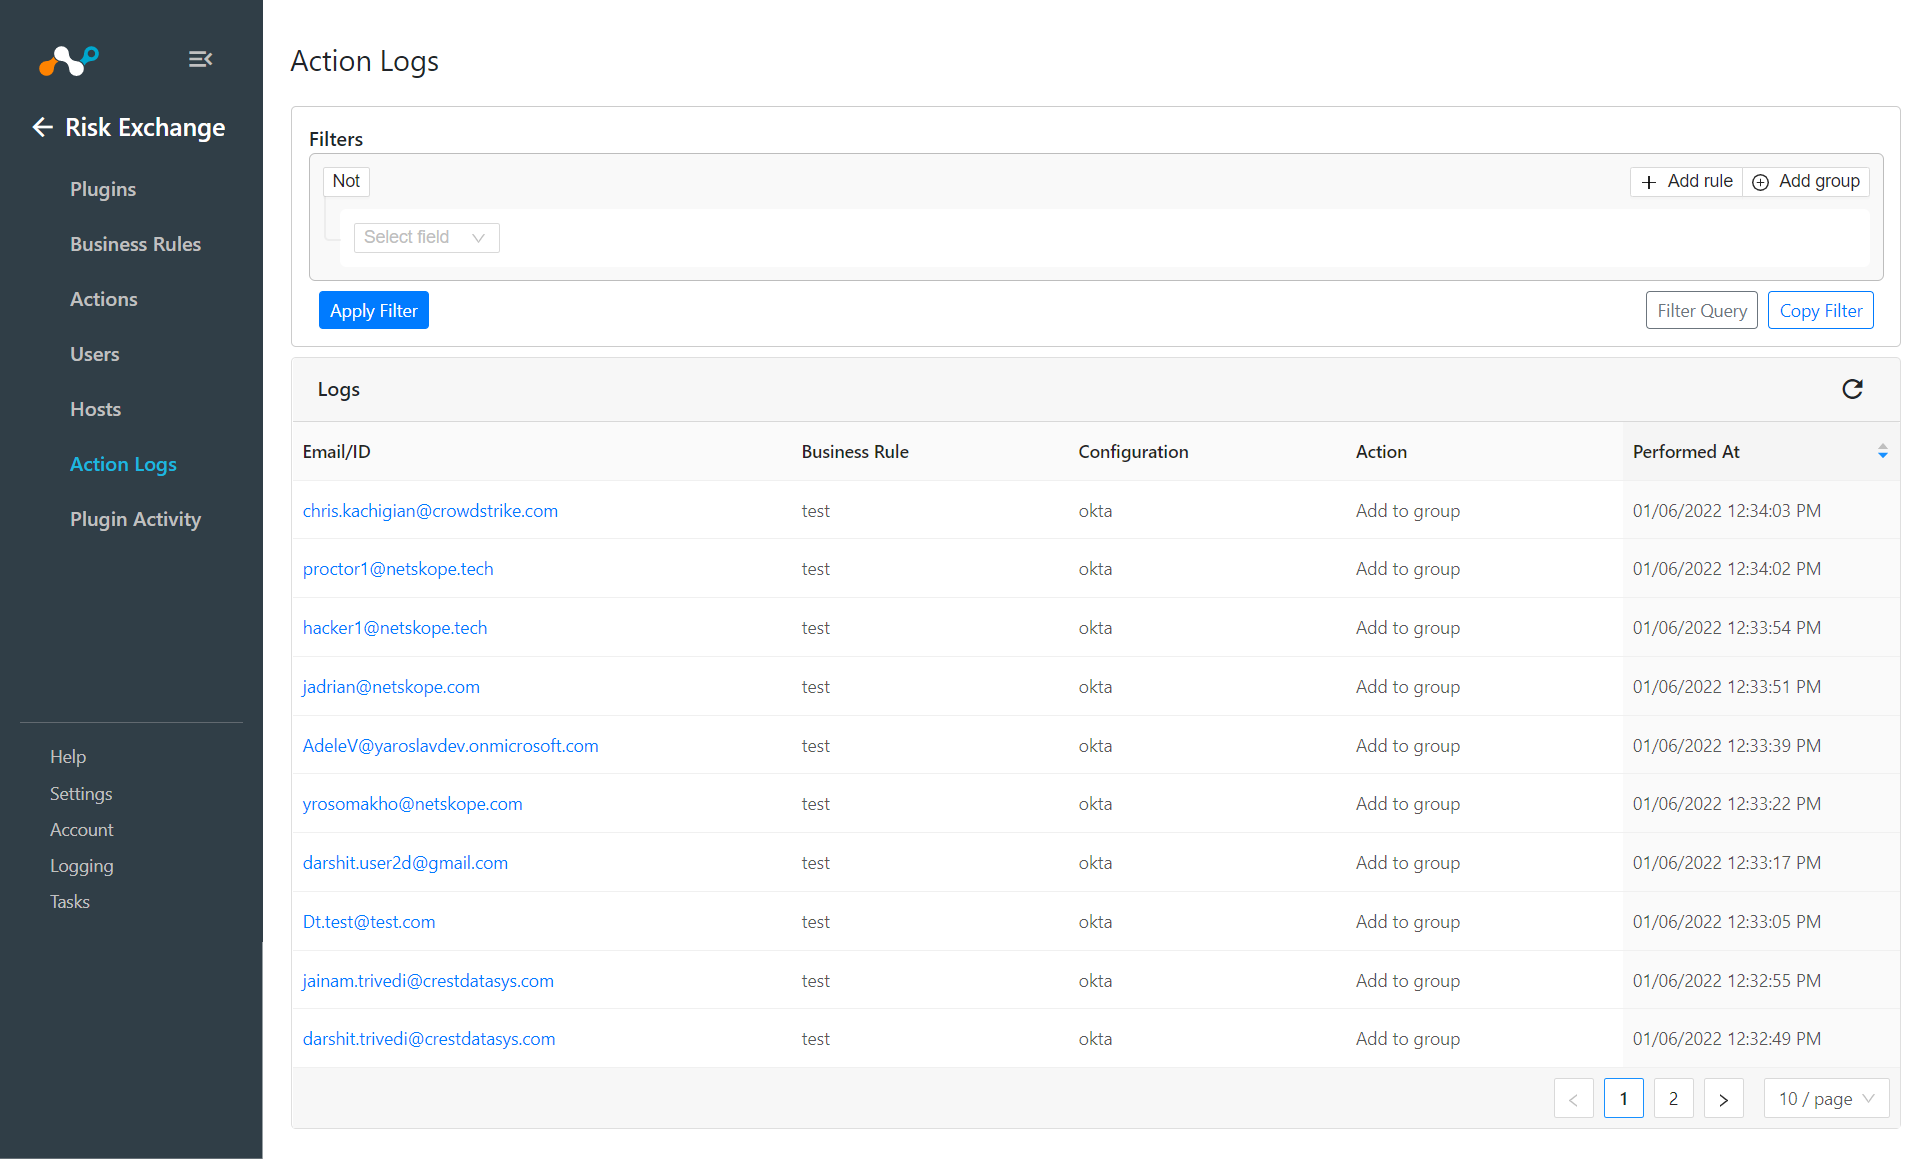 Risk Exchange
Plugins
Business Rules
Actions
Users
Hosts
Action Logs
Plugin Activity
Help
Settings
Account
Logging
Tasks
Action Logs
Filters
Not
Add rule Add group
Select field
Apply Filter Filter Query Copy Filter
Logs
Email/ID Business Rule Configuration Action Performed At
chris.kachigian@crowdstrike.com test okta Add to group 01/06/2022 12:34:03 PM
proctor1@netskope.tech test okta Add to group 01/06/2022 12:34:02 PM
hacker1@netskope.tech test okta Add to group 01/06/2022 12:33:54 PM
jadrian@netskope.com test okta Add to group 01/06/2022 12:33:51 PM
AdeleV@yaroslavdev.onmicrosoft.com test okta Add to group 01/06/2022 12:33:39 PM
yrosomakho@netskope.com test okta Add to group 01/06/2022 12:33:22 PM
darshit.user2d@gmail.com test okta Add to group 01/06/2022 12:33:17 PM
Dt.test@test.com test okta Add to group 01/06/2022 12:33:05 PM
jainam.trivedi@crestdatasys.com test okta Add to group 01/06/2022 12:32:55 PM
darshit.trivedi@crestdatasys.com test okta Add to group 01/06/2022 12:32:49 PM
< 1 2 > 10 / page